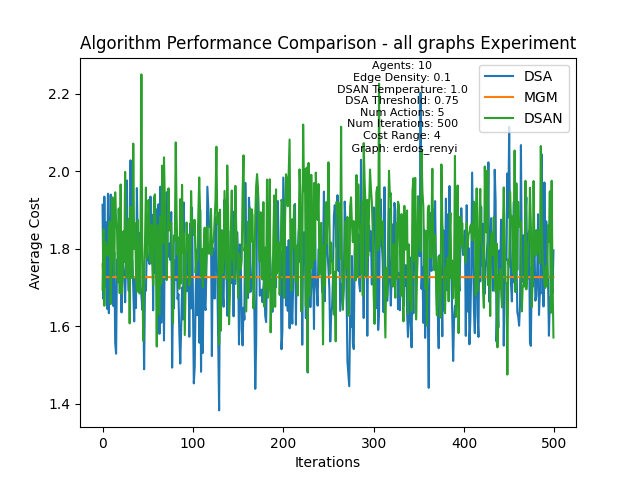 Algorithm Performance Comparison - all graphs Experiment
Agents: 10
Edge Density: 0.1
DSAN Temperature: 1.0
DSA Threshold: 0.75
Num Actions: 5
Num Iterations: 500
Cost Range: 4
Graph: erdos_renyi
DSA
MGM
DSAN
2.2
2.0
1.8
1.6
1.4
Average Cost
0
100
200
300
400
500
Iterations